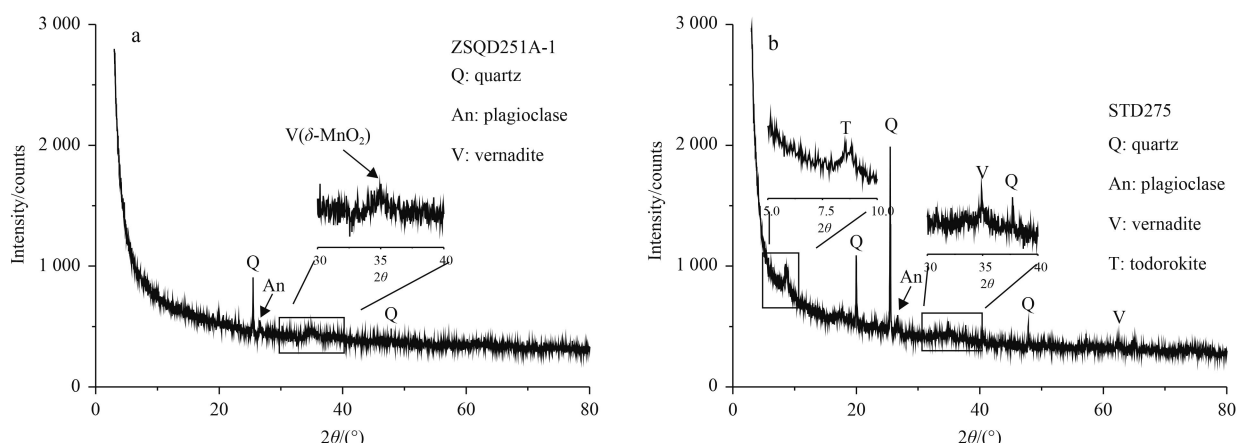 3 000
2 000
1 000
0
Intensity/counts
a
ZSQD251A-1
Q: quartz
An: plagioclase
V: vernadite
V(δ-MnO₂)
30
35
40
2θ
Q
An
Q
0
20
40
60
80
2θ/(°)
3 000
2 000
1 000
0
Intensity/counts
b
STD275
Q: quartz
An: plagioclase
V: vernadite
T: todorokite
T
5.0
7.5
10.0
2θ
Q
V
Q
30
35
40
2θ
Q
An
Q
V
0
20
40
60
80
2θ/(°)